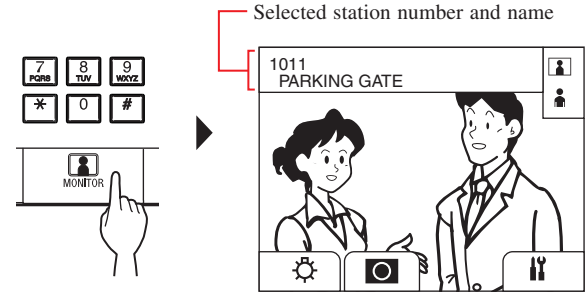 Selected station number and name
1011
PARKING GATE
7 8 9
PQRS TUV WXYZ
* 0 #
MONITOR